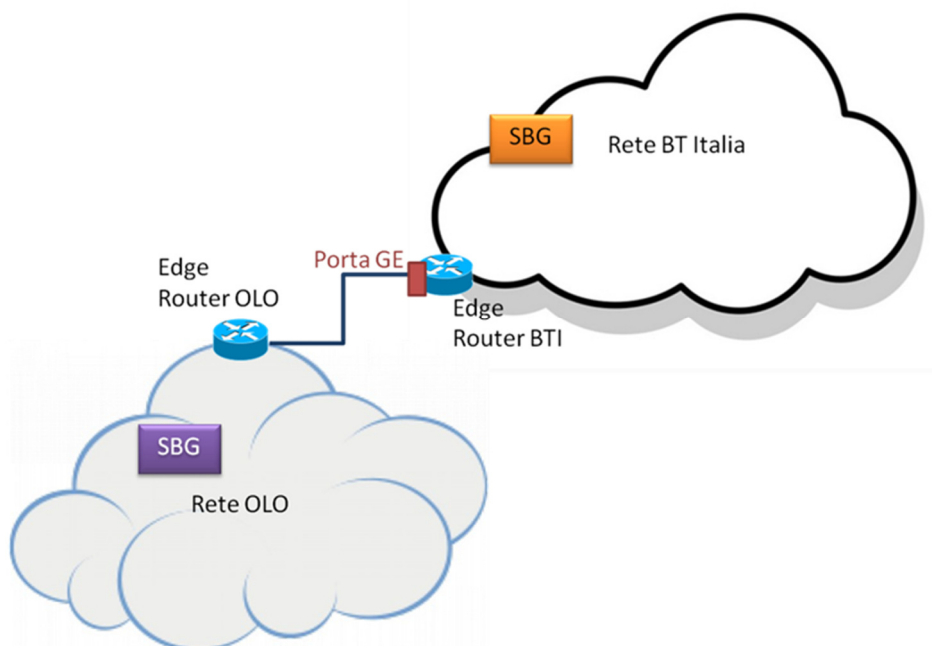 SBG
Rete BT Italia
Porta GE
Edge
Router OLO
Edge
Router BTI
SBG
Rete OLO